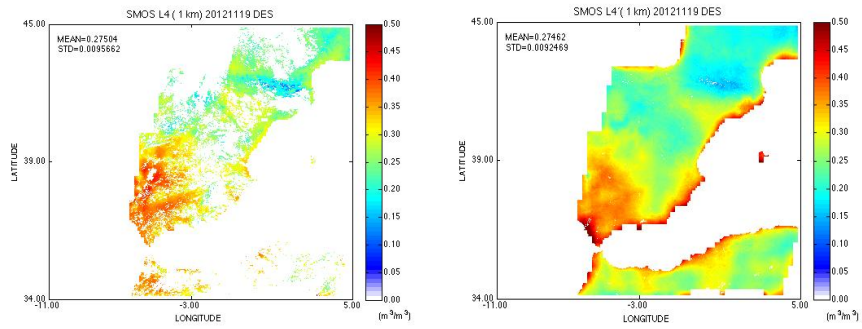 SMOS L4 ( 1 km) 20121119 DES
45.00
MEAN=0.27504
STD=0.0095662
LATITUDE
39.00
34.00
-11.00
-3.00
5.00
LONGITUDE
0.50
0.45
0.40
0.35
0.30
0.25
0.20
0.15
0.10
0.05
0.00
(m³/m³)
SMOS L4´( 1 km) 20121119 DES
45.00
MEAN=0.27462
STD=0.0092469
LATITUDE
39.00
34.00
-11.00
-3.00
5.00
LONGITUDE
0.50
0.45
0.40
0.35
0.30
0.25
0.20
0.15
0.10
0.05
0.00
(m³/m³)